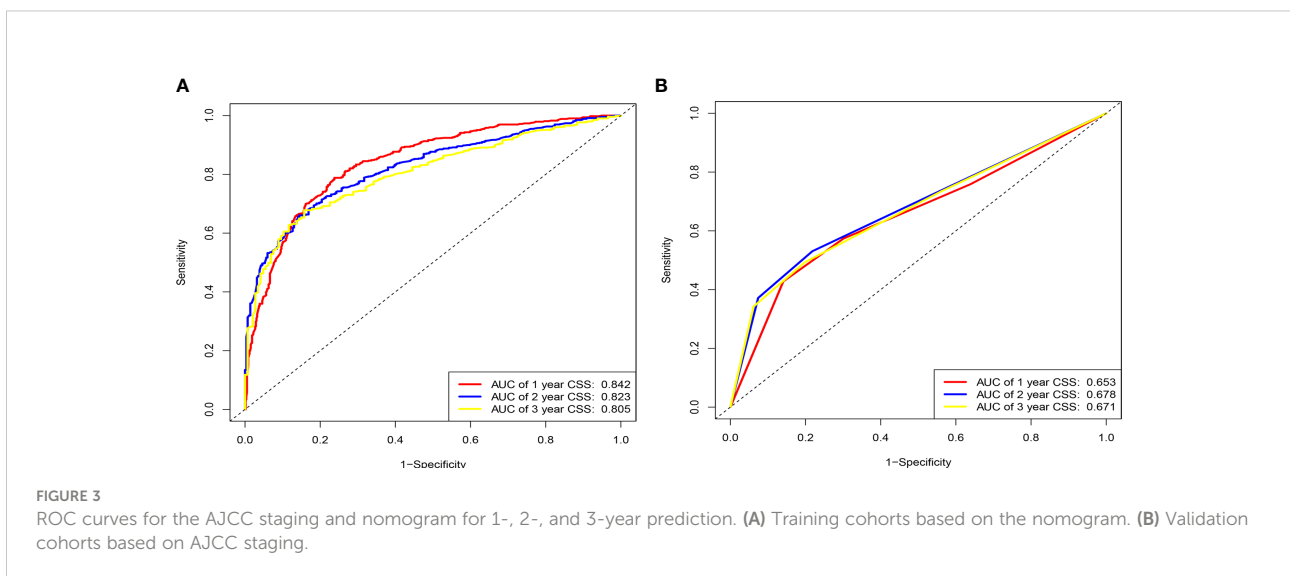 A
B
1.0
0.8
0.6
0.4
0.2
0.0
Sensitivity
AUC of 1 year CSS: 0.842
AUC of 2 year CSS: 0.823
AUC of 3 year CSS: 0.805
0.0 0.2 0.4 0.6 0.8 1.0
1−Specificity
1.0
0.8
0.6
0.4
0.2
0.0
Sensitivity
AUC of 1 year CSS: 0.653
AUC of 2 year CSS: 0.678
AUC of 3 year CSS: 0.671
0.0 0.2 0.4 0.6 0.8 1.0
1−Specificity
FIGURE 3
ROC curves for the AJCC staging and nomogram for 1-, 2-, and 3-year prediction. (A) Training cohorts based on the nomogram. (B) Validation
cohorts based on AJCC staging.